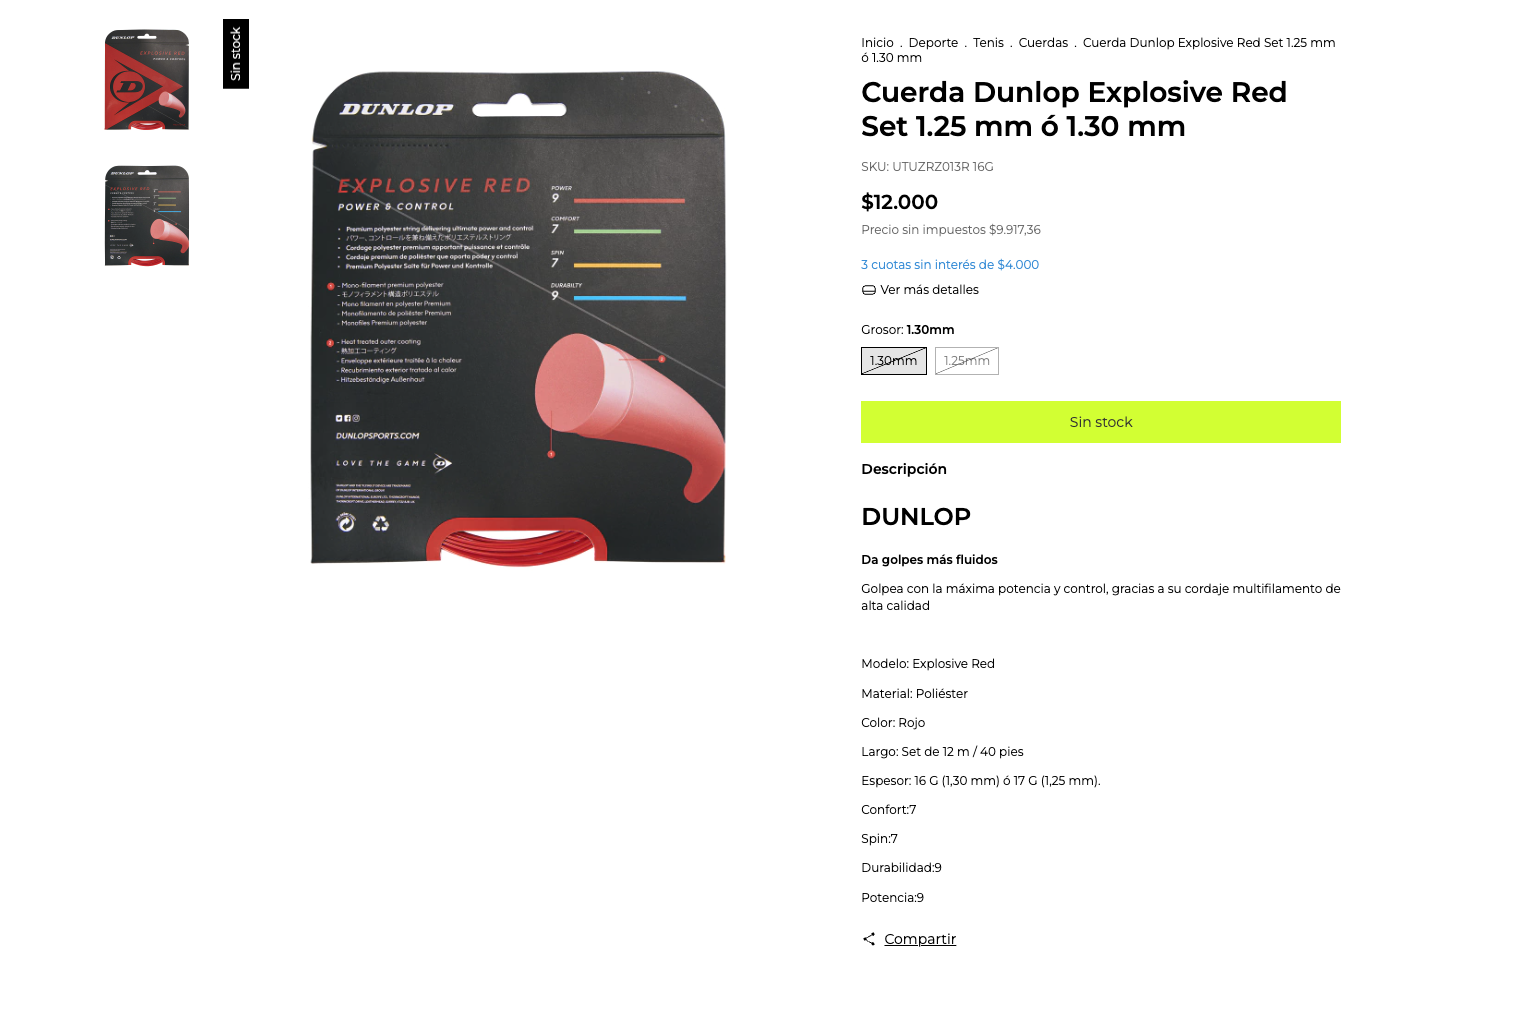 Sin stock
DUNLOP
EXPLOSIVE RED
POWER & CONTROL
• Premium polyester string delivering ultimate power and control
• パワー、コントロールを兼ね備えたポリエステルストリング
• Cordage polyester premium apportant puissance et contrôle
• Cordaje premium de poliéster que aporta poder y control
• Premium Polyester Saite für Power und Kontrolle
1 - Mono-filament premium polyester
- モノフィラメント構造ポリエステル
- Mono filament en polyester Premium
- Monofilamento de poliéster Premium
- Monofiles Premium polyester
2 - Heat treated outer coating
- 熱加工コーティング
- Enveloppe extérieure traitée à la chaleur
- Recubrimiento exterior tratado al calor
- Hitzebeständige Außenhaut
DUNLOPSPORTS.COM
LOVE THE GAME
POWER
9
COMFORT
7
SPIN
7
DURABILTY
9
2
1
Inicio . Deporte . Tenis . Cuerdas . Cuerda Dunlop Explosive Red Set 1.25 mm
ó 1.30 mm
Cuerda Dunlop Explosive Red
Set 1.25 mm ó 1.30 mm
SKU: UTUZRZ013R 16G
$12.000
Precio sin impuestos $9.917,36
3 cuotas sin interés de $4.000
Ver más detalles
Grosor: 1.30mm
1.30mm 1.25mm
Sin stock
Descripción
DUNLOP
Da golpes más fluidos
Golpea con la máxima potencia y control, gracias a su cordaje multifilamento de
alta calidad
Modelo: Explosive Red
Material: Poliéster
Color: Rojo
Largo: Set de 12 m / 40 pies
Espesor: 16 G (1,30 mm) ó 17 G (1,25 mm).
Confort:7
Spin:7
Durabilidad:9
Potencia:9
Compartir